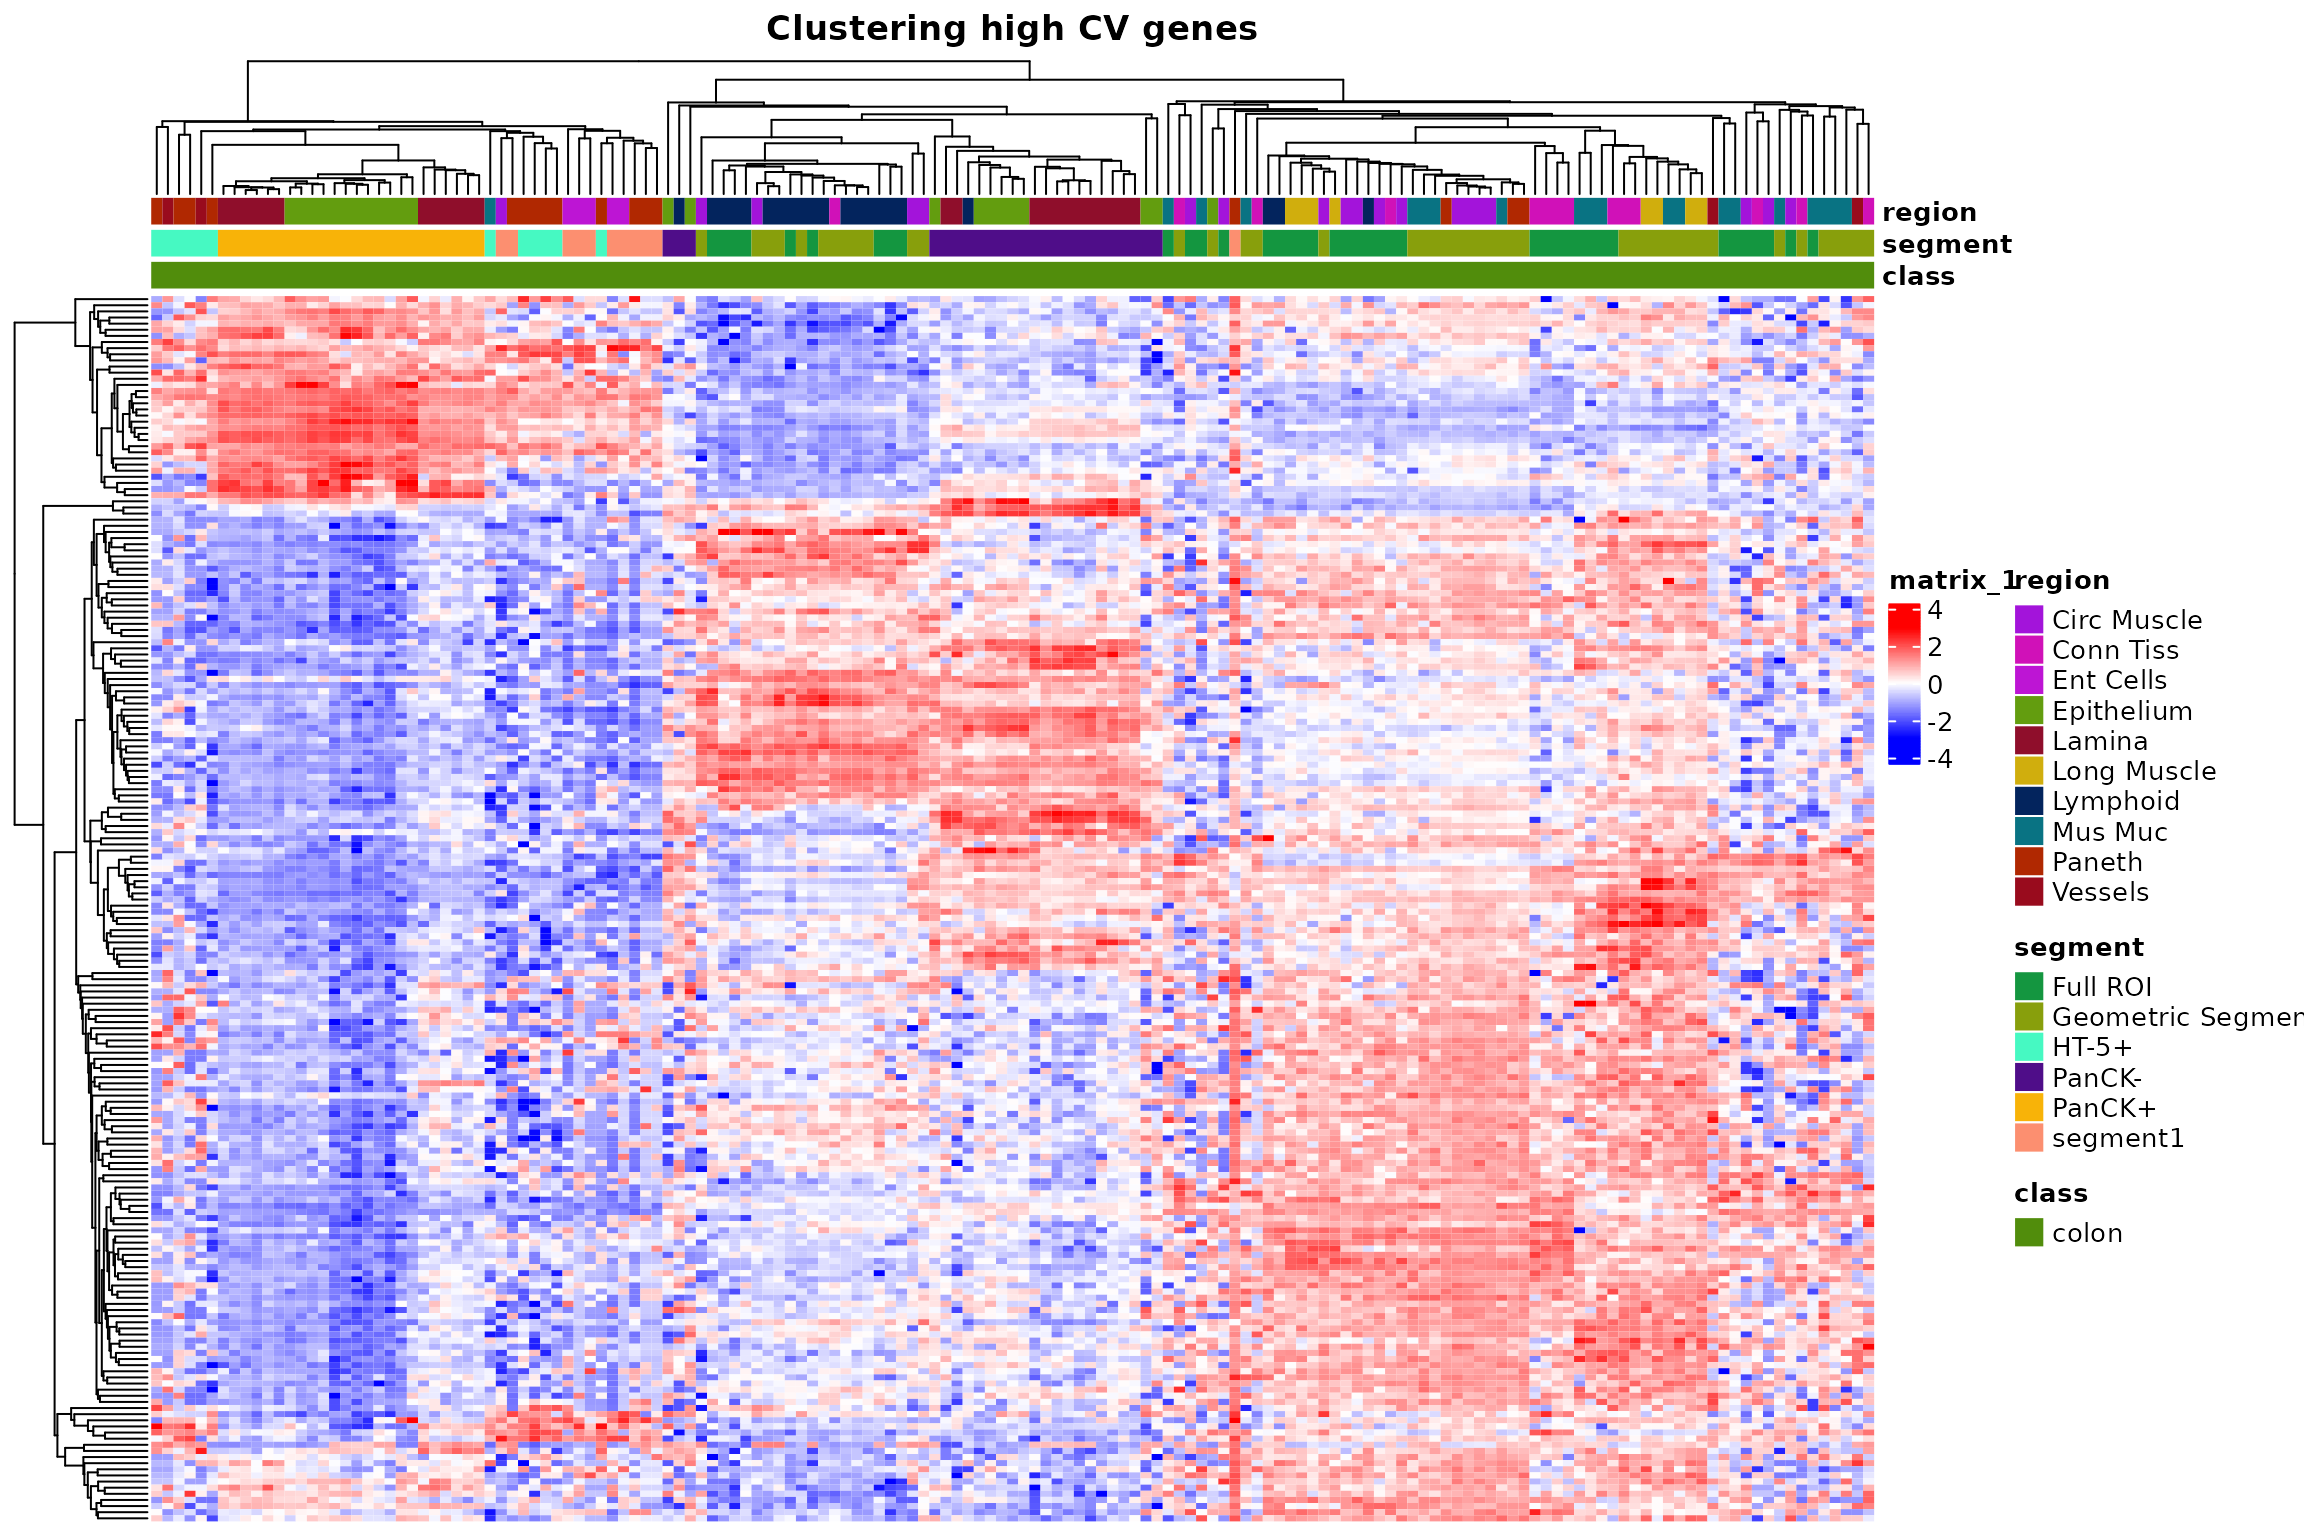 Clustering high CV genes
region
segment
class
matrix_1
4
2
0
-2
-4
region
Circ Muscle
Conn Tiss
Ent Cells
Epithelium
Lamina
Long Muscle
Lymphoid
Mus Muc
Paneth
Vessels
segment
Full ROI
Geometric Segmen
HT-5+
PanCK-
PanCK+
segment1
class
colon